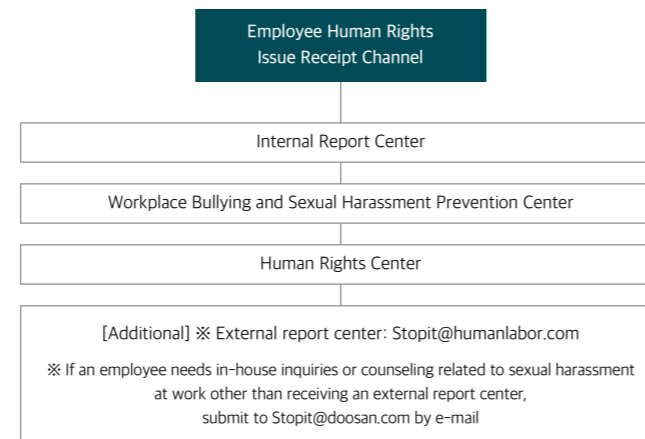 Employee Human Rights
Issue Receipt Channel
Internal Report Center
Workplace Bullying and Sexual Harassment Prevention Center
Human Rights Center
[Additional] ※ External report center: Stopit@humanlabor.com
※ If an employee needs in-house inquiries or counseling related to sexual harassment
at work other than receiving an external report center,
submit to Stopit@doosan.com by e-mail